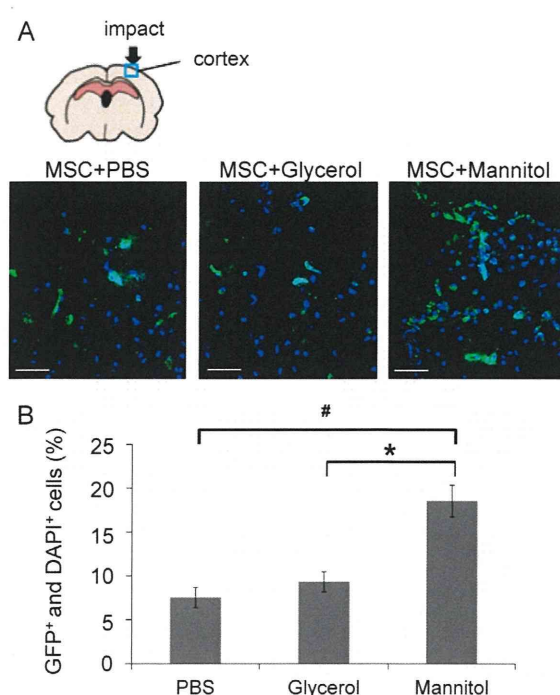 A
impact
cortex
MSC+PBS
MSC+Glycerol
MSC+Mannitol
B
#
*
GFP⁺ and DAPI⁺ cells (%)
25
20
15
10
5
0
PBS
Glycerol
Mannitol